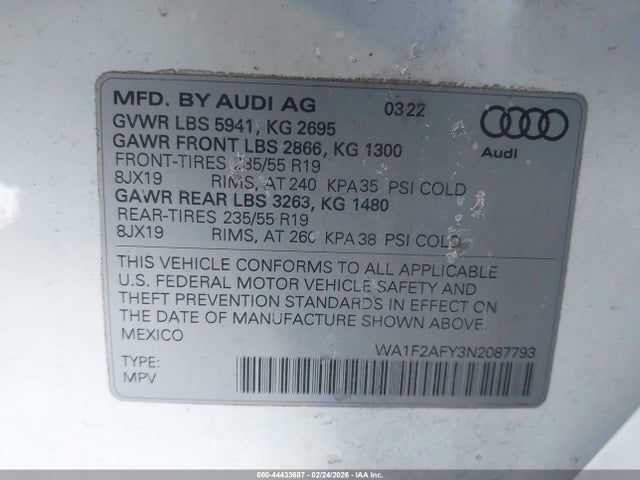 MFD. BY AUDI AG 03 22
GVWR LBS 5941, KG 2695
GAWR FRONT LBS 2866, KG 1300
FRONT-TIRES 235/55 R19
8JX19 RIMS, AT 240 KPA 35 PSI COLD
GAWR REAR LBS 3263, KG 1480
REAR-TIRES 235/55 R19
8JX19 RIMS, AT 260 KPA 38 PSI COLD
Audi
THIS VEHICLE CONFORMS TO ALL APPLICABLE
U.S. FEDERAL MOTOR VEHICLE SAFETY AND
THEFT PREVENTION STANDARDS IN EFFECT ON
THE DATE OF MANUFACTURE SHOWN ABOVE.
MEXICO
WA1F2AFY3N2087793
TYPE:
MPV
000-44433667 - 02/24/2026 - IAAI.com